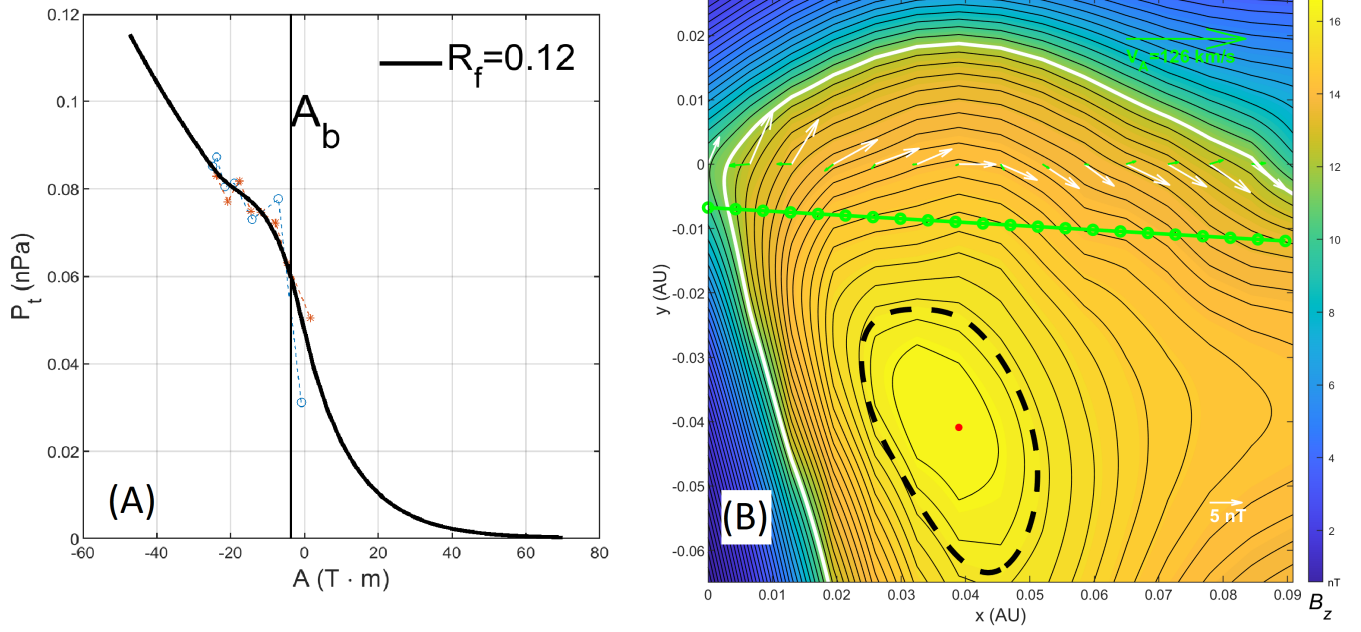 0.12
0.1
0.08
0.06
0.04
0.02
0
-60 -40 -20 0 20 40 60 80
P_t (nPa)
A (T · m)
R_f=0.12
A_b
(A)
0.02
0.01
0
-0.01
-0.02
-0.03
-0.04
-0.05
-0.06
0 0.01 0.02 0.03 0.04 0.05 0.06 0.07 0.08 0.09
y (AU)
x (AU)
V_A=126 km/s
5 nT
(B)
16
14
12
10
8
6
4
2
nT
B_z